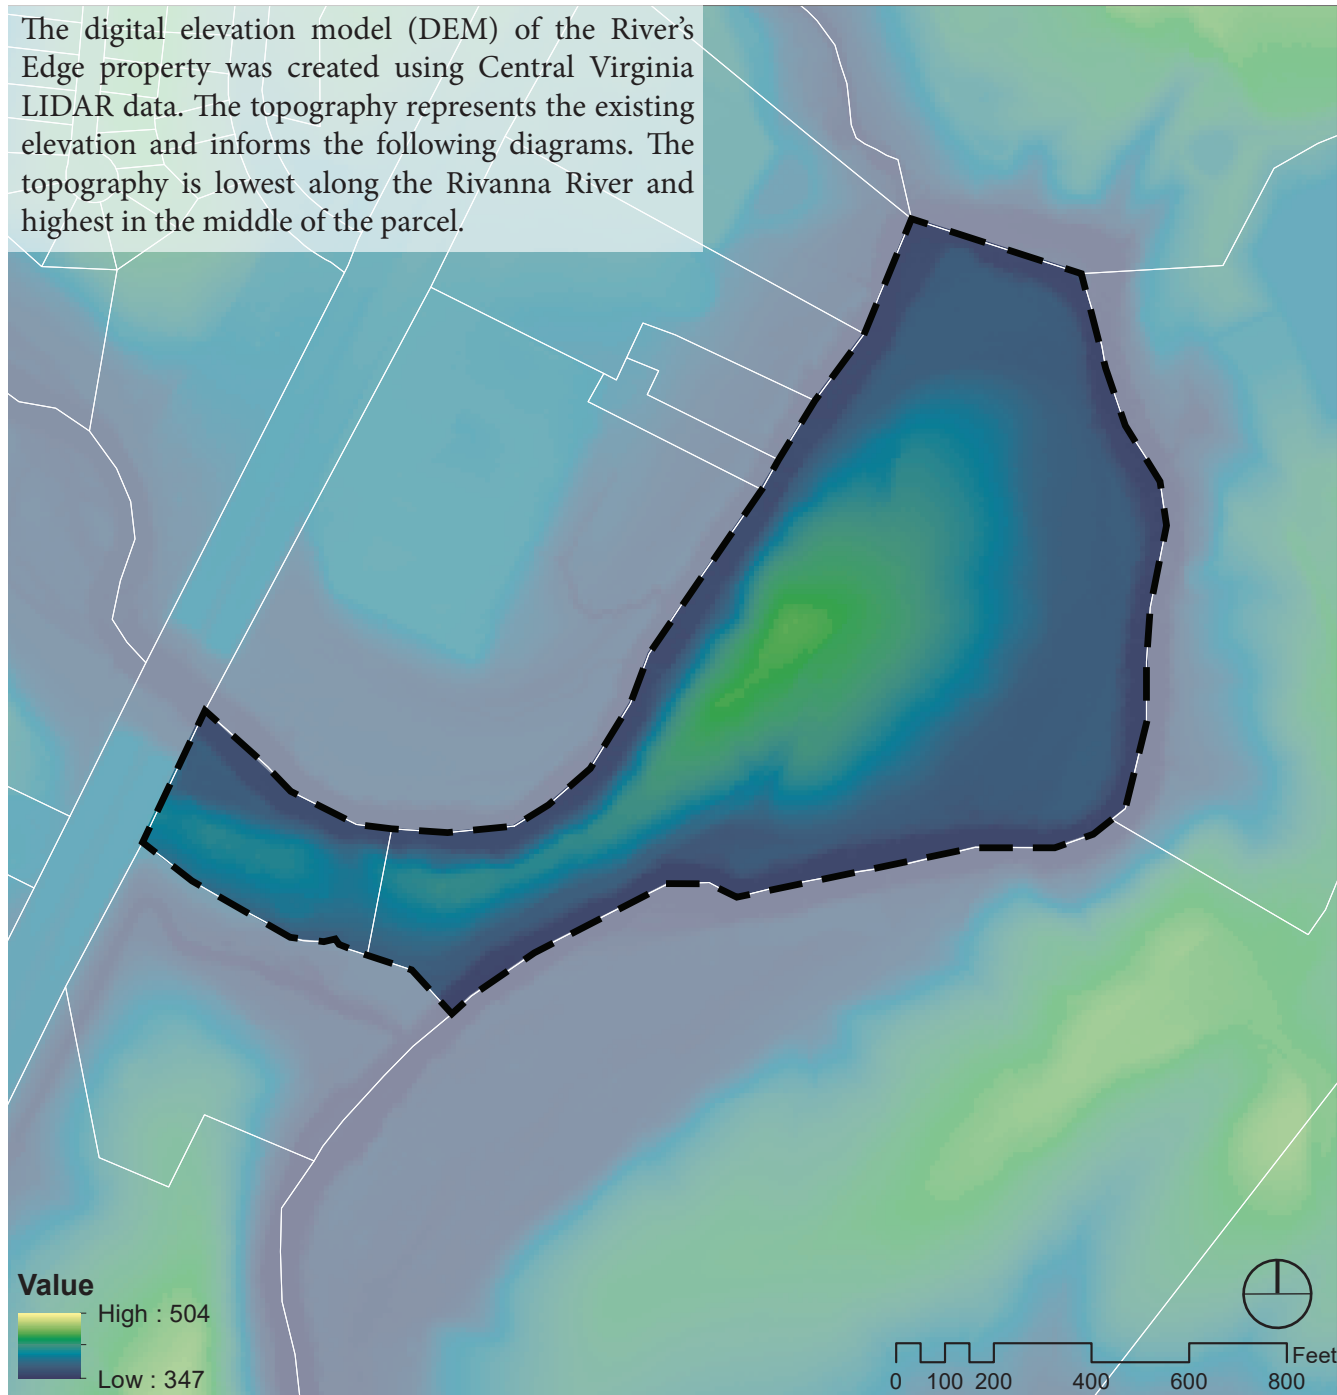 The digital elevation model (DEM) of the River’s
Edge property was created using Central Virginia
LIDAR data. The topography represents the existing
elevation and informs the following diagrams. The
topography is lowest along the Rivanna River and
highest in the middle of the parcel.
Value
High : 504
Low : 347
Feet
0 100 200 400 600 800